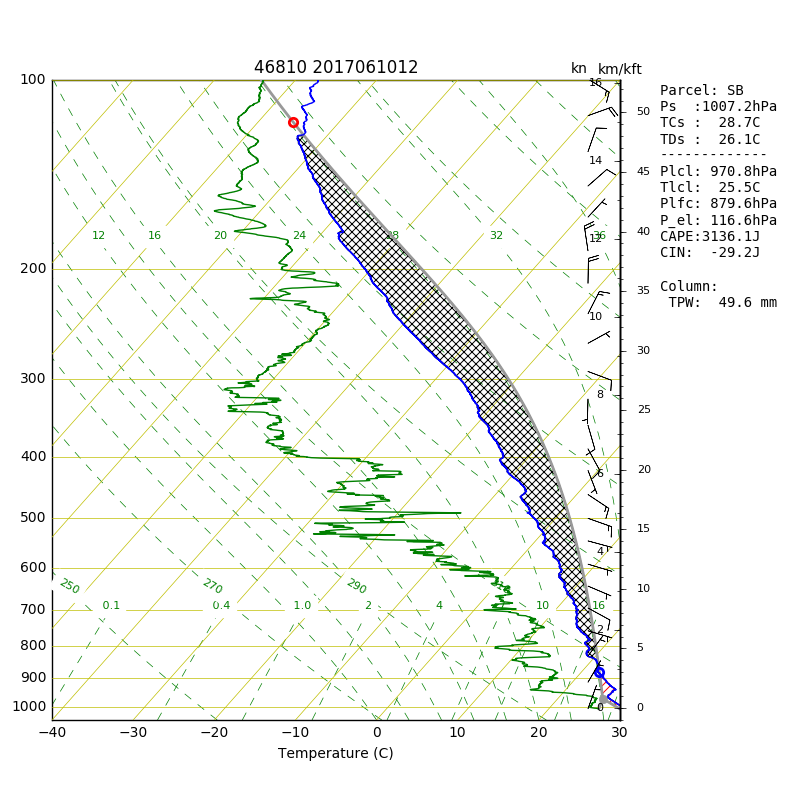 46810 2017061012
kn km/kft
Parcel: SB
Ps  :1007.2hPa
TCs :  28.7C
TDs :  26.1C
-------------
Plcl: 970.8hPa
Tlcl:  25.5C
Plfc: 879.6hPa
P_el: 116.6hPa
CAPE:3136.1J
CIN:  -29.2J
Column:
TPW:  49.6 mm
100
200
300
400
500
600
700
800
900
1000
12 16 20 24 28 32 36
250 270 290
0.1 0.4 1.0 2 4 10 16
16
14
12
10
8
6
4
2
0
50
45
40
35
30
25
20
15
10
5
0
−40 −30 −20 −10 0 10 20 30
Temperature (C)